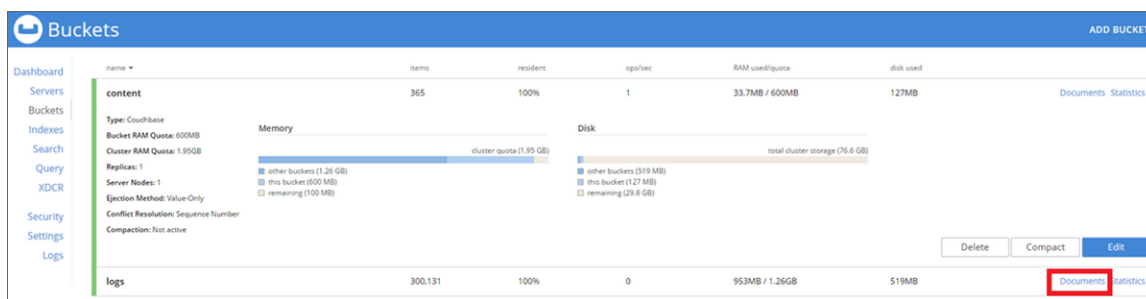 Buckets
ADD BUCKET
Dashboard
Servers
Buckets
Indexes
Search
Query
XDCR
Security
Settings
Logs
name ▾ items resident ops/sec RAM used/quota disk used
content 365 100% 1 33.7MB / 600MB 127MB Documents Statistics
Type: Couchbase
Bucket RAM Quota: 600MB
Cluster RAM Quota: 1.95GB
Replicas: 1
Server Nodes: 1
Ejection Method: Value-Only
Conflict Resolution: Sequence Number
Compaction: Not active
Memory
cluster quota (1.95 GB)
other buckets (1.26 GB)
this bucket (600 MB)
remaining (100 MB)
Disk
total cluster storage (76.6 GB)
other buckets (519 MB)
this bucket (127 MB)
remaining (29.8 GB)
Delete Compact Edit
logs 300,131 100% 0 953MB / 1.26GB 519MB Documents Statistics